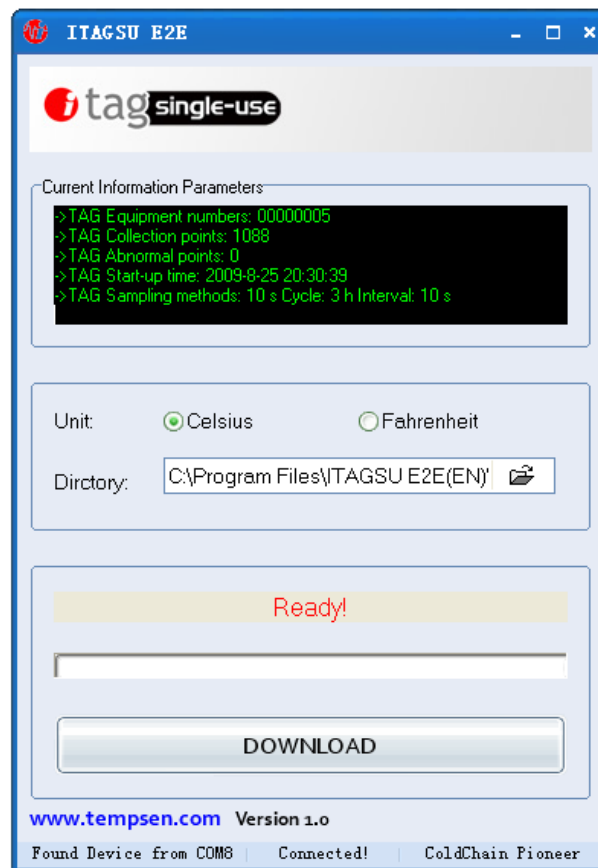 ITAGSU E2E
i tag single-use
Current Information Parameters
->TAG Equipment numbers: 00000005
->TAG Collection points: 1088
->TAG Abnormal points: 0
->TAG Start-up time: 2009-8-25 20:30:39
->TAG Sampling methods: 10 s Cycle: 3 h Interval: 10 s
Unit: Celsius Fahrenheit
Dirctory: C:\Program Files\ITAGSU E2E(EN)'
Ready!
DOWNLOAD
www.tempsen.com Version 1.0
Found Device from COM8 Connected! ColdChain Pioneer